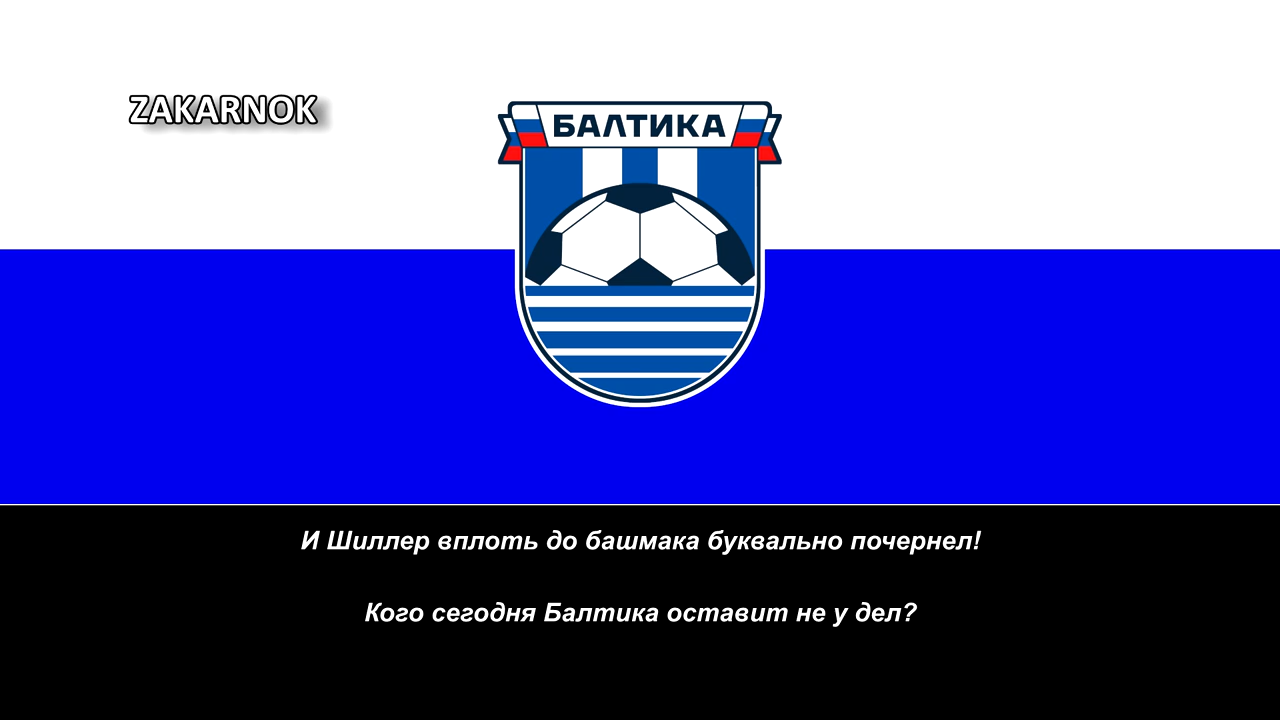 ZAKARNOK
БАЛТИКА
И Шиллер вплоть до башмака буквально почернел!
Кого сегодня Балтика оставит не у дел?